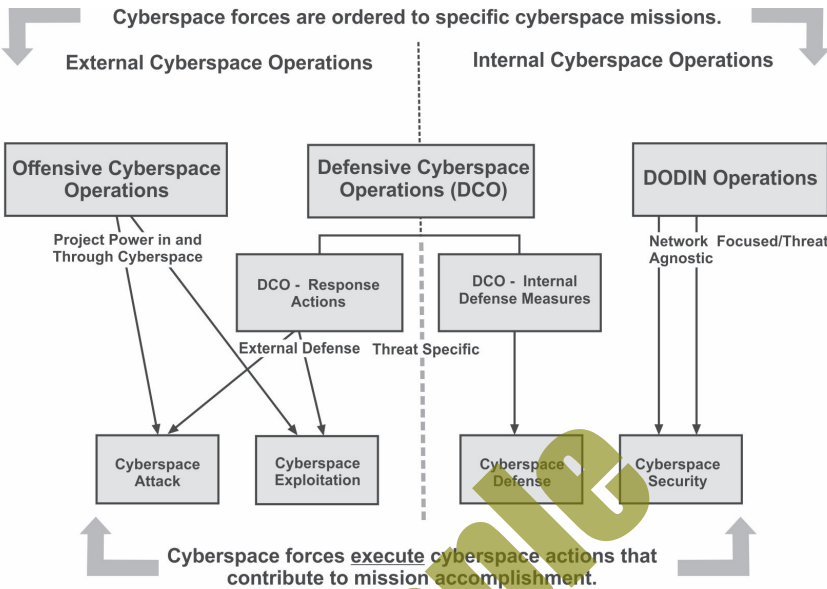 Cyberspace forces are ordered to specific cyberspace missions.
External Cyberspace Operations
Internal Cyberspace Operations
Offensive Cyberspace
Operations
Defensive Cyberspace
Operations (DCO)
DODIN Operations
Project Power in and
Through Cyberspace
Network Focused/Threat
Agnostic
DCO - Response
Actions
DCO - Internal
Defense Measures
External Defense
Threat Specific
Cyberspace
Attack
Cyberspace
Exploitation
Cyberspace
Defense
Cyberspace
Security
Cyberspace forces execute cyberspace actions that
contribute to mission accomplishment.